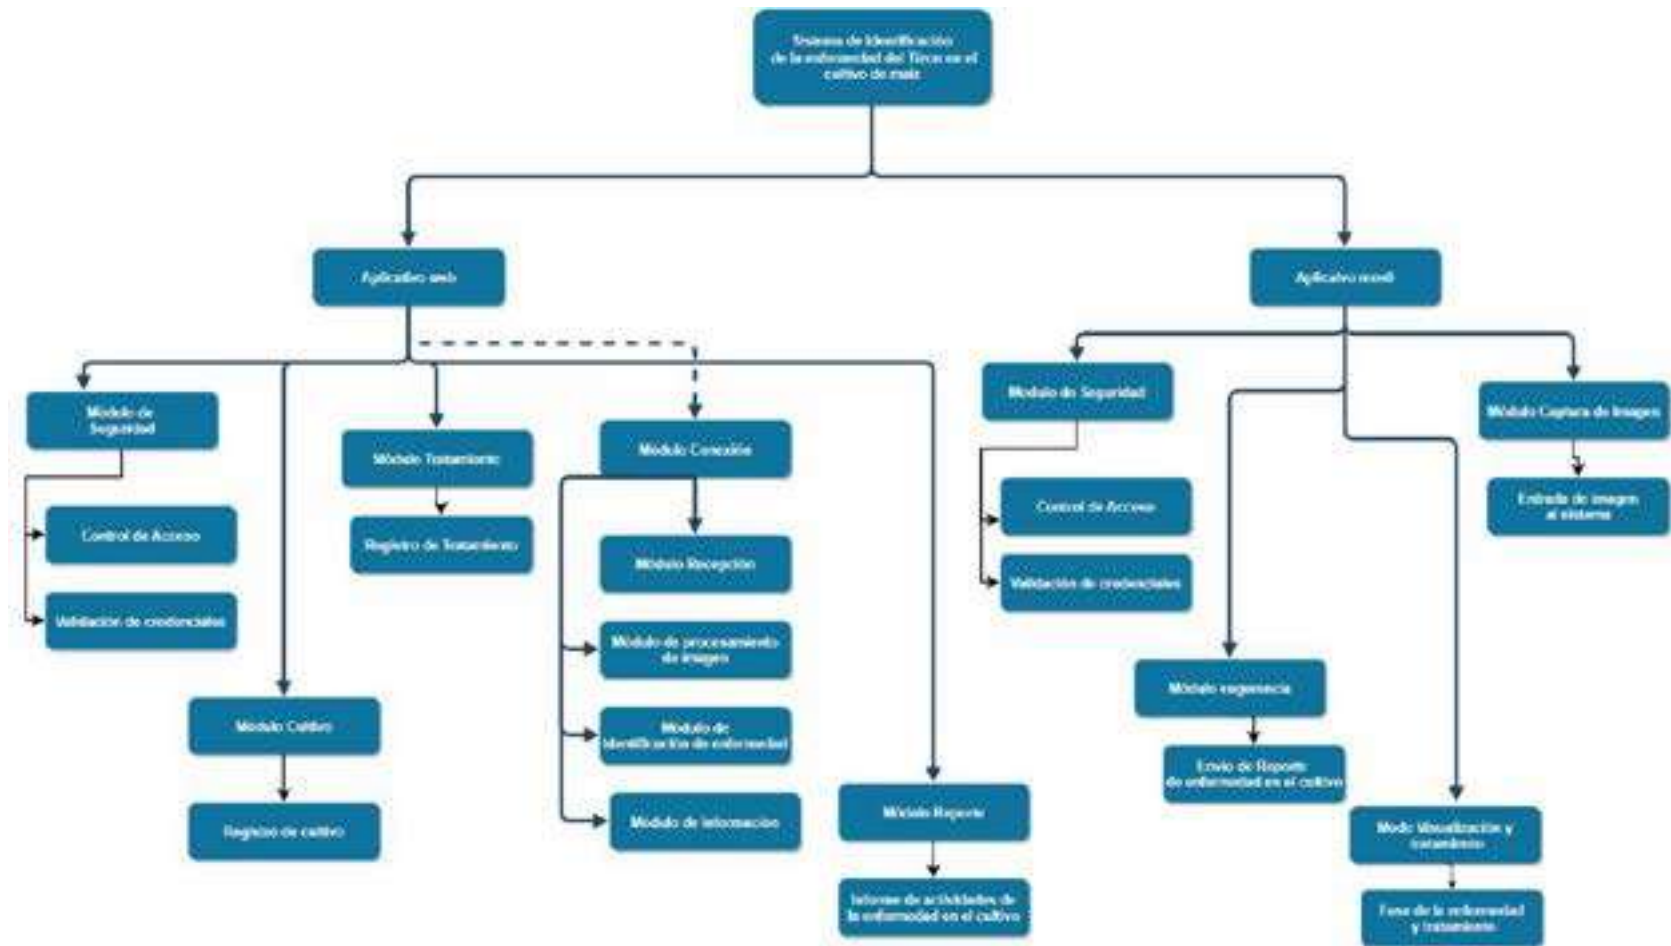 Sistema de Identificación
de la enfermedad del Tizon en el
cultivo de maiz
Aplicativo web
Aplicativo movil
Módulo de
Seguridad
Control de Acceso
Validación de credenciales
Módulo Cultivo
Registro de cultivo
Módulo Tratamiento
Registro de Tratamiento
Módulo Conexión
Módulo Recepción
Módulo de procesamiento
de imagen
Módulo de
identificación de enfermedad
Módulo de información
Módulo Reporte
Informe de actividades de
la enfermedad en el cultivo
Modulo de Seguridad
Control de Acceso
Validación de credenciales
Módulo
Envio de Reporte
de enfermedad en el cultivo
Visualización y
tratamiento
de la enfermedad
y tratamiento
Módulo Captura de Imagen
Entrada de imagen
al sistema